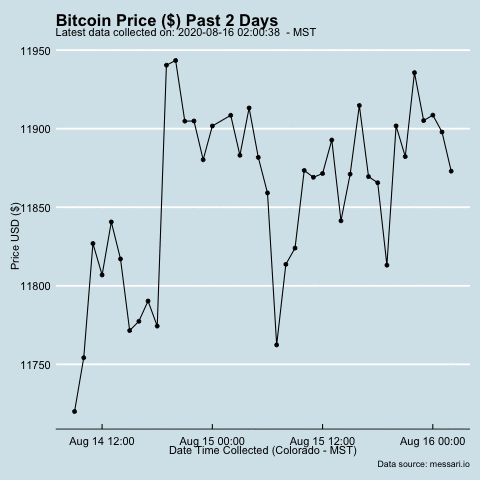 Bitcoin Price ($) Past 2 Days
Latest data collected on: 2020-08-16 02:00:38  - MST
11950
11900
11850
11800
11750
Price USD ($)
Aug 14 12:00
Aug 15 00:00
Aug 15 12:00
Aug 16 00:00
Date Time Collected (Colorado - MST)
Data source: messari.io